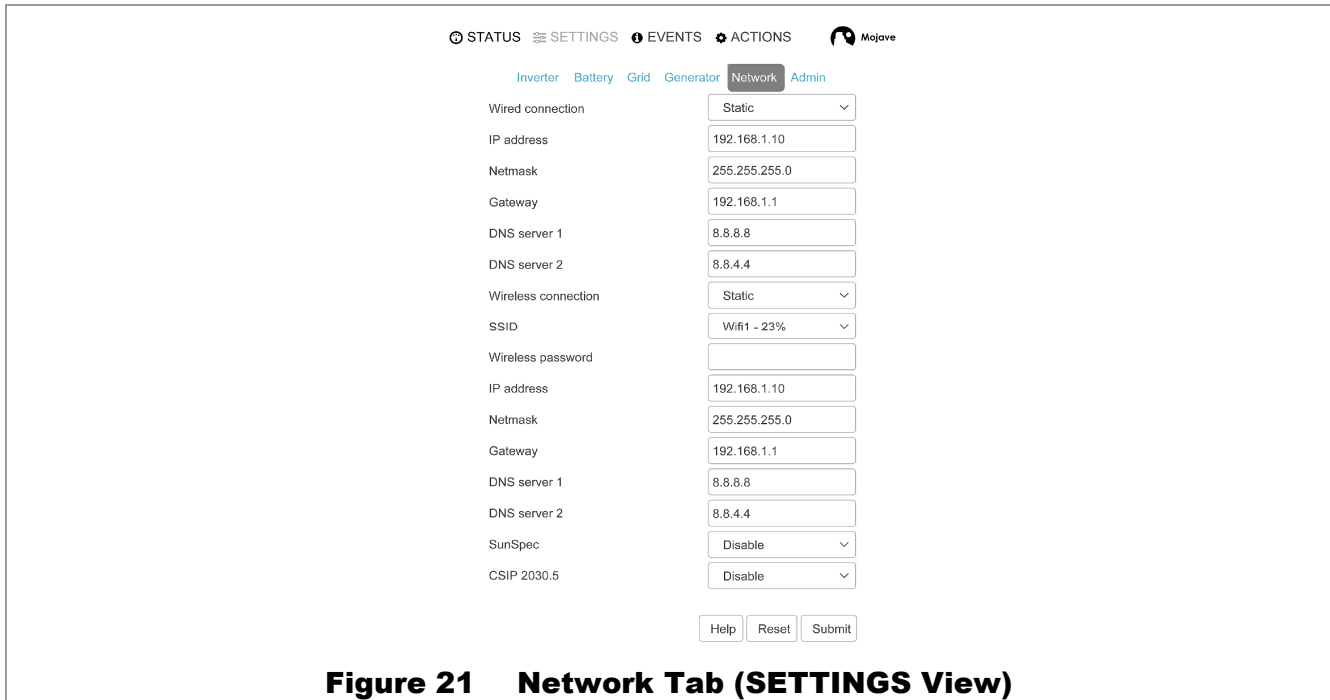 STATUS SETTINGS EVENTS ACTIONS Mojave
Inverter Battery Grid Generator Network Admin
Wired connection Static
IP address 192.168.1.10
Netmask 255.255.255.0
Gateway 192.168.1.1
DNS server 1 8.8.8.8
DNS server 2 8.8.4.4
Wireless connection Static
SSID Wifi1 - 23%
Wireless password
IP address 192.168.1.10
Netmask 255.255.255.0
Gateway 192.168.1.1
DNS server 1 8.8.8.8
DNS server 2 8.8.4.4
SunSpec Disable
CSIP 2030.5 Disable
Help Reset Submit
Figure 21 Network Tab (SETTINGS View)